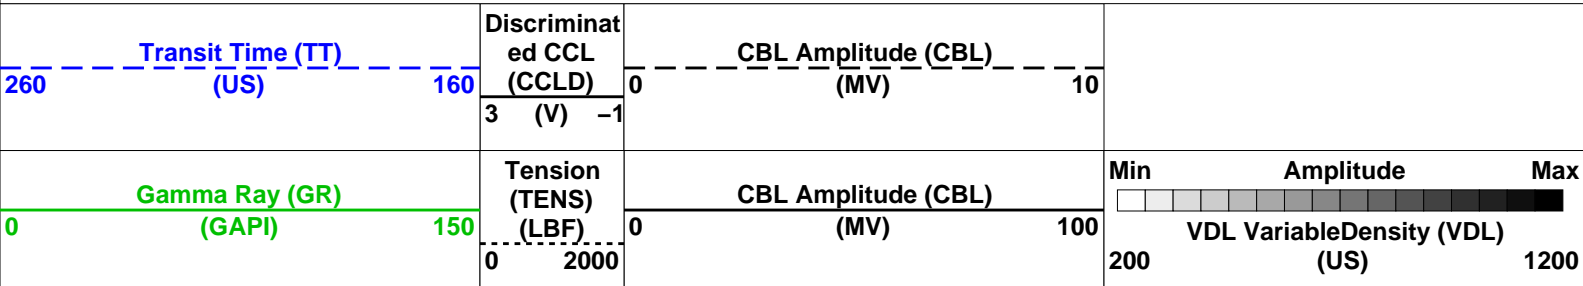 Transit Time (TT)
260 (US) 160
Discriminat
ed CCL
(CCLD)
3 (V) −1
CBL Amplitude (CBL)
0 (MV) 10
Gamma Ray (GR)
0 (GAPI) 150
Tension
(TENS)
(LBF)
0 2000
CBL Amplitude (CBL)
0 (MV) 100
Min Amplitude Max
VDL VariableDensity (VDL)
200 (US) 1200